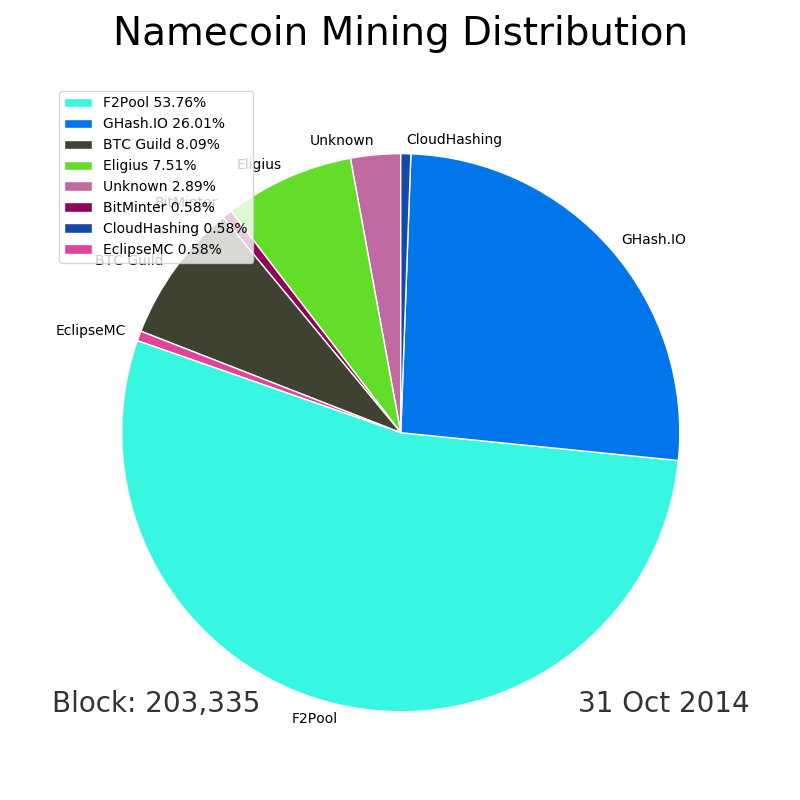 Namecoin Mining Distribution
F2Pool 53.76%
GHash.IO 26.01%
BTC Guild 8.09%
Eligius 7.51%
Unknown 2.89%
BitMinter 0.58%
CloudHashing 0.58%
EclipseMC 0.58%
Unknown
CloudHashing
Eligius
BitMinter
GHash.IO
BTC Guild
EclipseMC
Block: 203,335
31 Oct 2014
F2Pool